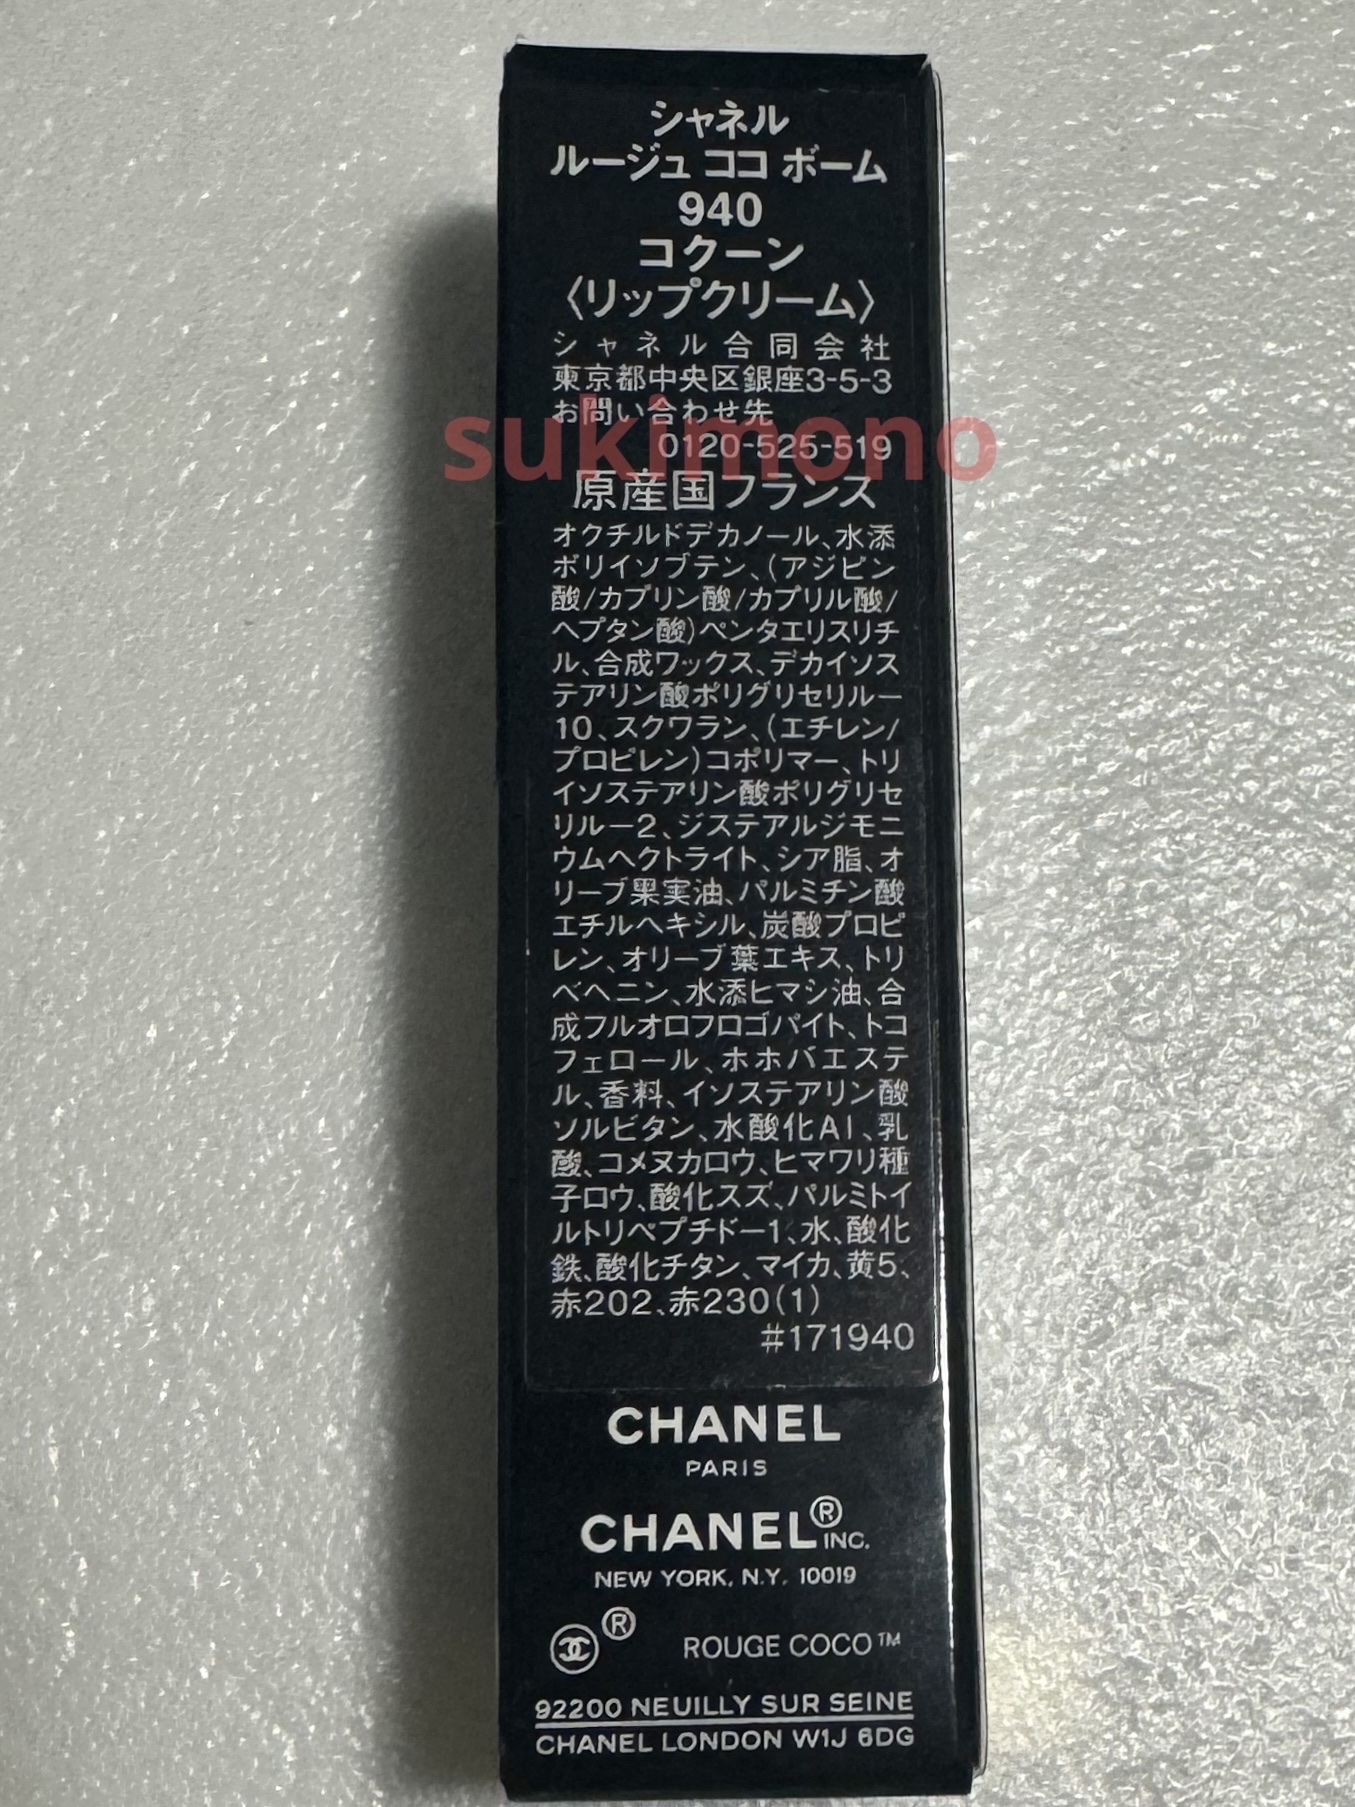 シャネル
ルージュ ココ ボーム
940
コクーン
〈リップクリーム〉
シャネル合同会社
東京都中央区銀座3-5-3
お問い合わせ先
sukimono
0120-525-519
原産国フランス
オクチルドデカノール、水添
ポリイソブテン、(アジピン
酸/カプリン酸/カプリル酸/
ヘプタン酸)ペンタエリスリチ
ル、合成ワックス、デカイソス
テアリン酸ポリグリセリルー
10、スクワラン、(エチレン/
プロピレン)コポリマー、トリ
イソステアリン酸ポリグリセ
リルー2、ジステアルジモニ
ウムヘクトライト、シア脂、オ
リーブ果実油、パルミチン酸
エチルヘキシル、炭酸プロピ
レン、オリーブ葉エキス、トリ
ベヘニン、水添ヒマシ油、合
成フルオロフロゴパイト、トコ
フェロール、ホホバエステ
ル、香料、イソステアリン酸
ソルビタン、水酸化Al、乳
酸、コメヌカロウ、ヒマワリ種
子ロウ、酸化スズ、パルミトイ
ルトリペプチドー1、水、酸化
鉄、酸化チタン、マイカ、黄5、
赤202、赤230(1)
#171940
CHANEL
PARIS
CHANEL® INC.
NEW YORK, N.Y. 10019
® ROUGE COCO™
92200 NEUILLY SUR SEINE
CHANEL LONDON W1J 6DG